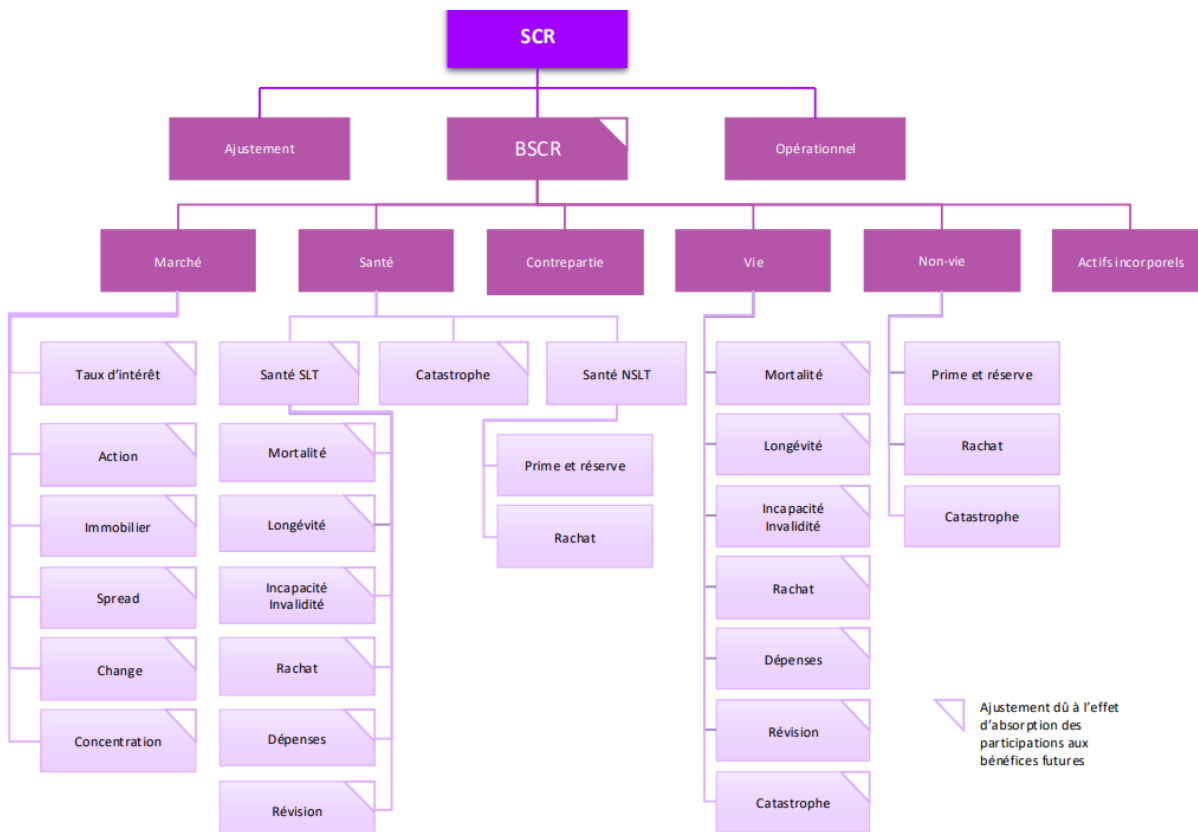 SCR
Ajustement
BSCR
Opérationnel
Marché
Santé
Contrepartie
Vie
Non-vie
Actifs incorporels
Taux d'intérêt
Action
Immobilier
Spread
Change
Concentration
Santé SLT
Mortalité
Longévité
Incapacité
Invalidité
Rachat
Dépenses
Révision
Catastrophe
Santé NSLT
Prime et réserve
Rachat
Mortalité
Longévité
Incapacité
Invalidité
Rachat
Dépenses
Révision
Catastrophe
Prime et réserve
Rachat
Catastrophe
Ajustement dû à l'effet
d'absorption des
participations aux
bénéfices futures